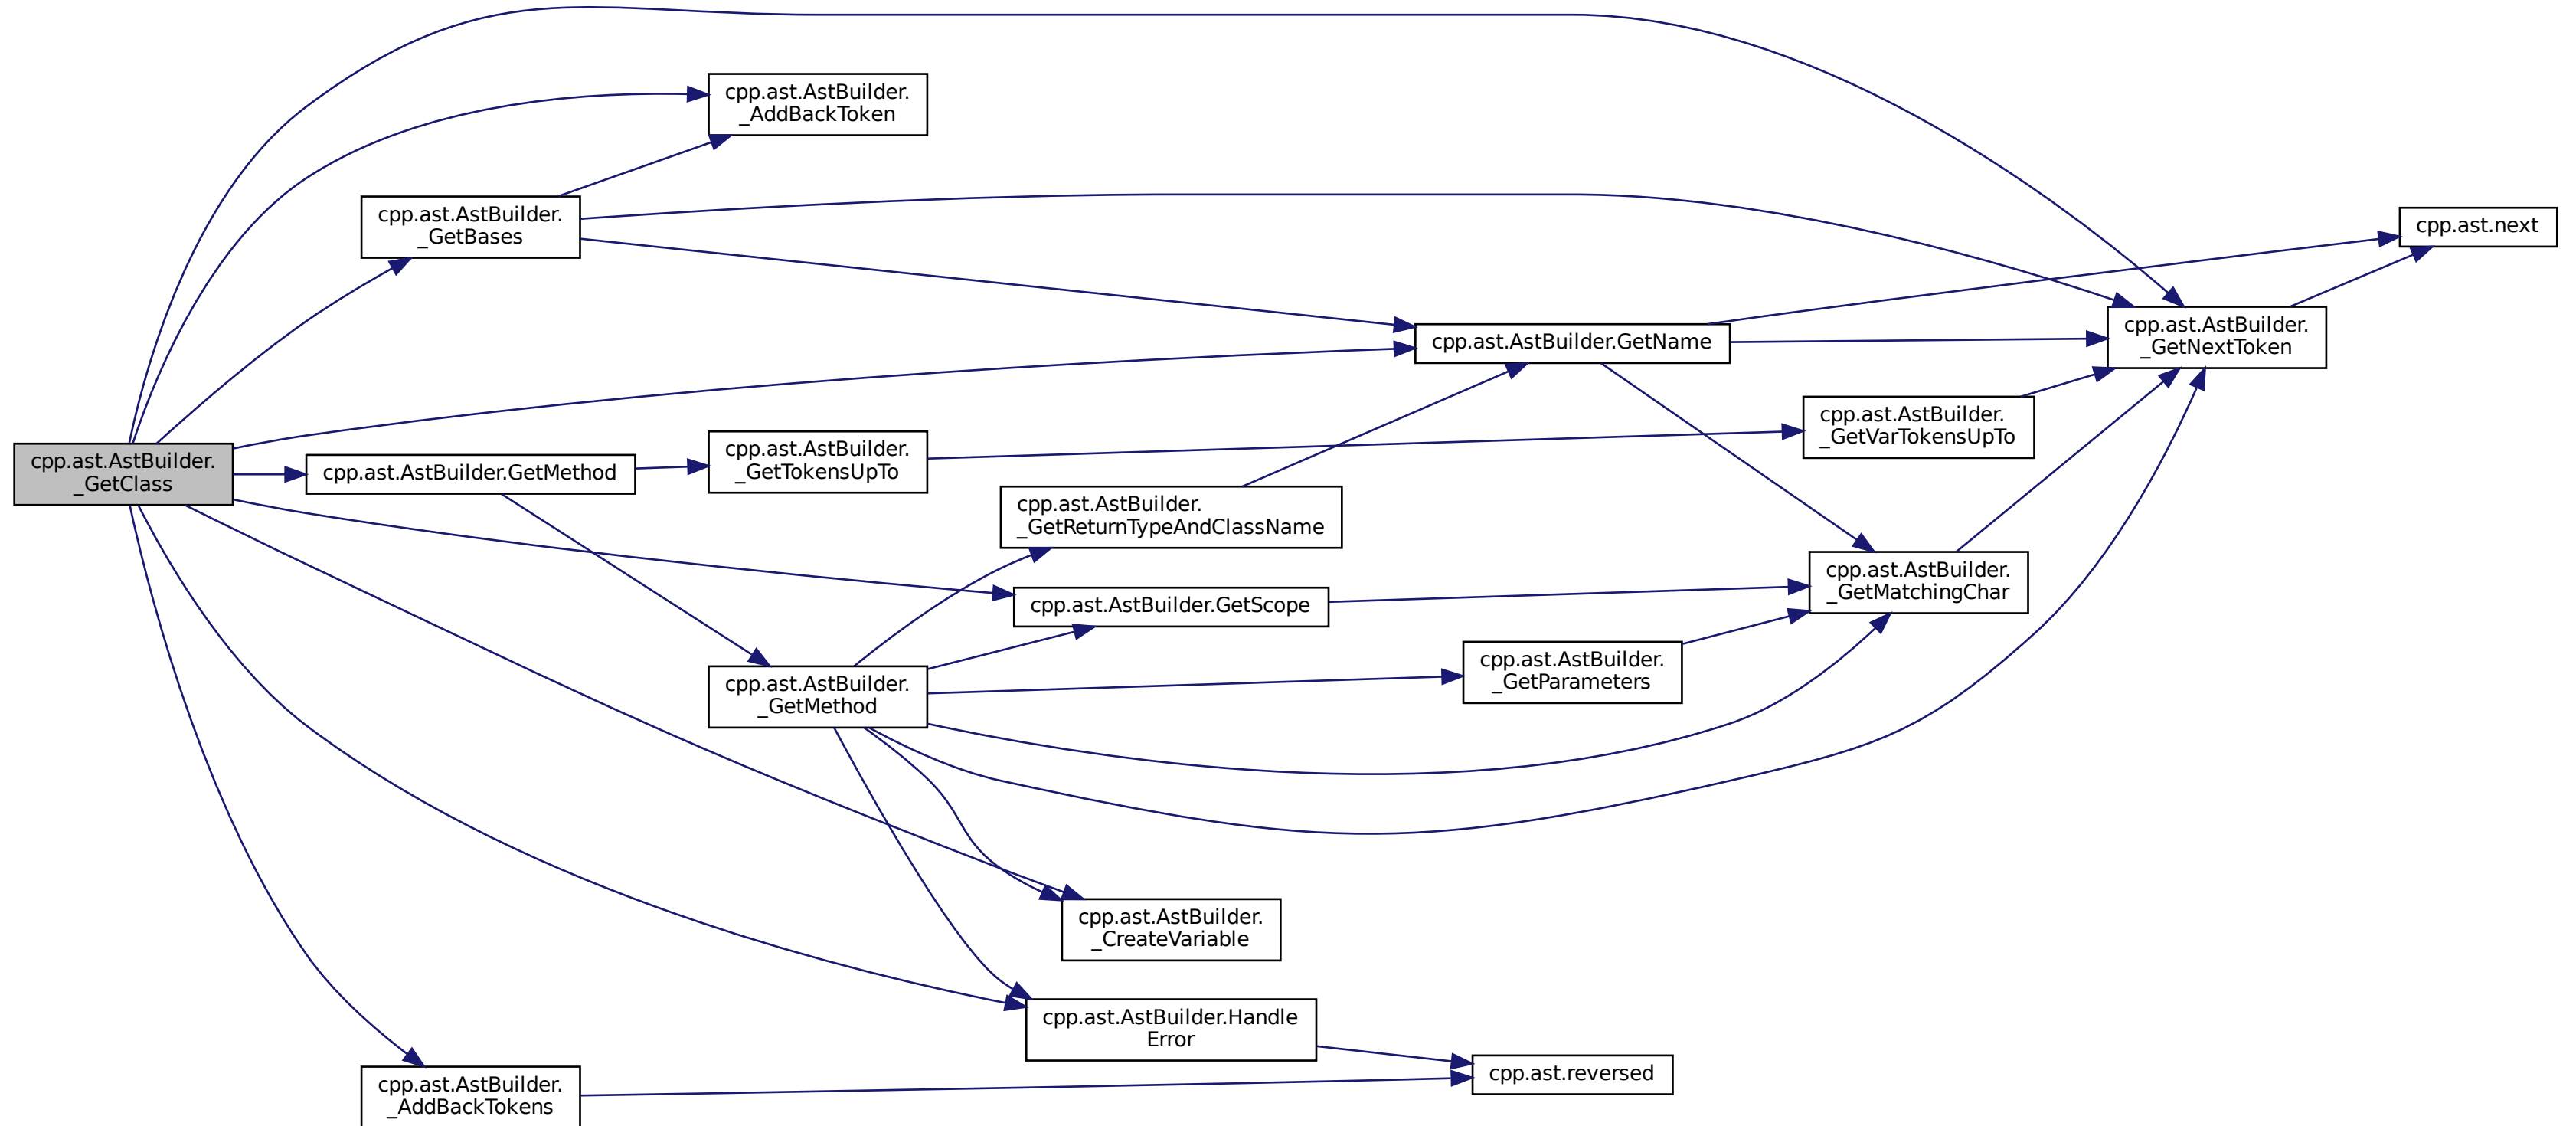 cpp.ast.AstBuilder.
_AddBackToken
cpp.ast.AstBuilder.
_GetBases
cpp.ast.next
cpp.ast.AstBuilder.
_GetNextToken
cpp.ast.AstBuilder.GetName
cpp.ast.AstBuilder.
_GetVarTokensUpTo
cpp.ast.AstBuilder.
_GetClass
cpp.ast.AstBuilder.GetMethod
cpp.ast.AstBuilder.
_GetTokensUpTo
cpp.ast.AstBuilder.
_GetReturnTypeAndClassName
cpp.ast.AstBuilder.
_GetMatchingChar
cpp.ast.AstBuilder.GetScope
cpp.ast.AstBuilder.
_GetParameters
cpp.ast.AstBuilder.
_GetMethod
cpp.ast.AstBuilder.
_CreateVariable
cpp.ast.AstBuilder.Handle
Error
cpp.ast.reversed
cpp.ast.AstBuilder.
_AddBackTokens